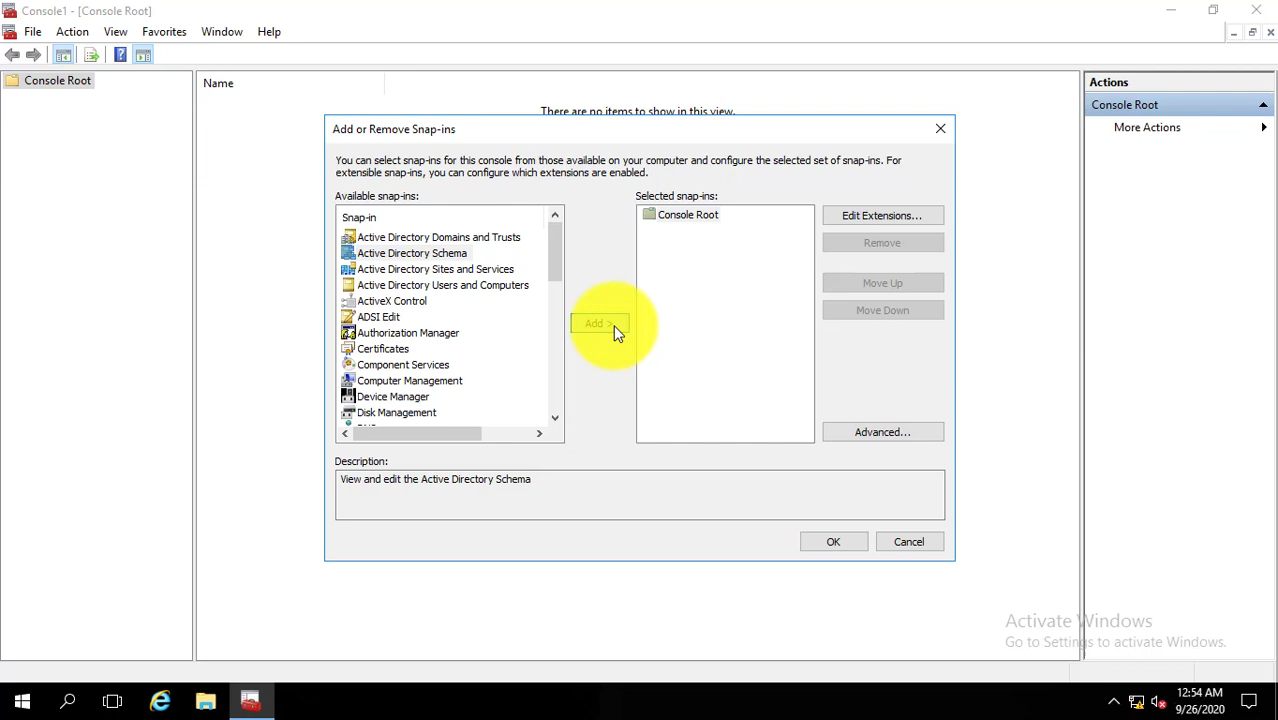 Console1 - [Console Root]
File Action View Favorites Window Help
Console Root
Name
There are no items to show in this view.
Actions
Console Root
More Actions
Add or Remove Snap-ins
You can select snap-ins for this console from those available on your computer and configure the selected set of snap-ins. For
extensible snap-ins, you can configure which extensions are enabled.
Available snap-ins:
Snap-in
Active Directory Domains and Trusts
Active Directory Schema
Active Directory Sites and Services
Active Directory Users and Computers
ActiveX Control
ADSI Edit
Authorization Manager
Certificates
Component Services
Computer Management
Device Manager
Disk Management
Add >
Selected snap-ins:
Console Root
Edit Extensions...
Remove
Move Up
Move Down
Advanced...
Description:
View and edit the Active Directory Schema
OK Cancel
Activate Windows
Go to Settings to activate Windows.
12:54 AM
9/26/2020